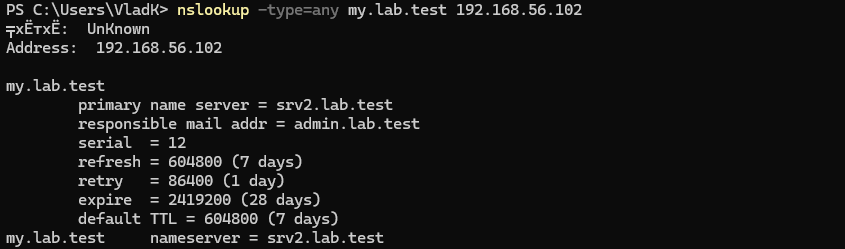 PS C:\Users\VladK> nslookup -type=any my.lab.test 192.168.56.102
╤хЁтхЁ:  UnKnown
Address:  192.168.56.102

my.lab.test
        primary name server = srv2.lab.test
        responsible mail addr = admin.lab.test
        serial  = 12
        refresh = 604800 (7 days)
        retry   = 86400 (1 day)
        expire  = 2419200 (28 days)
        default TTL = 604800 (7 days)
my.lab.test     nameserver = srv2.lab.test